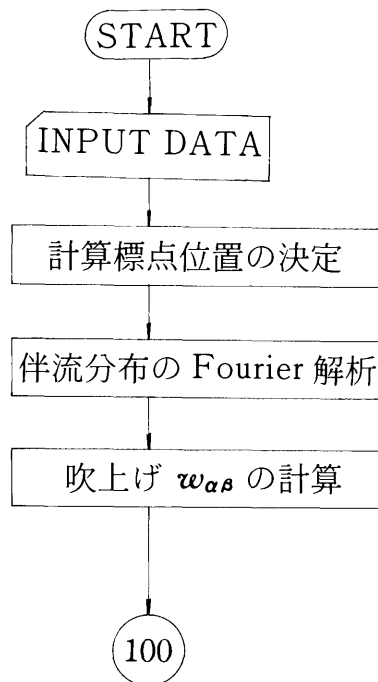 START
INPUT DATA
計算標点位置の決定
伴流分布の Fourier 解析
吹上げ wαβ の計算
100